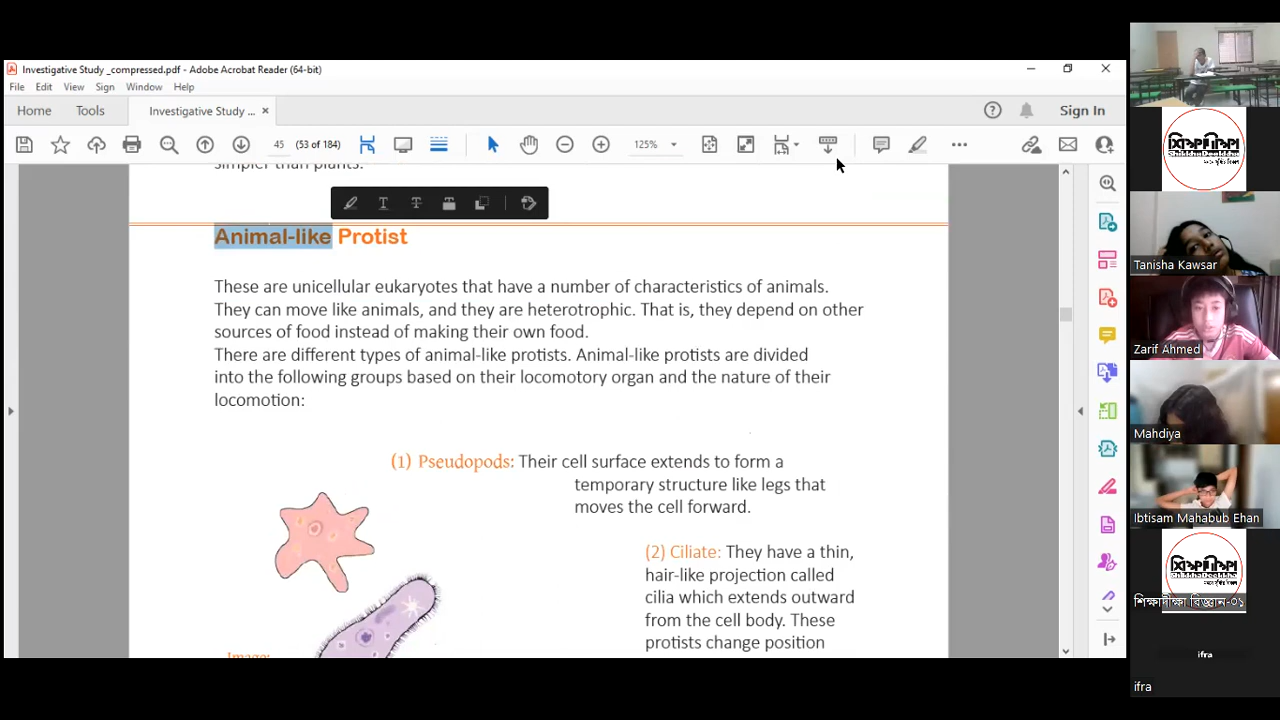 Investigative Study _compressed.pdf - Adobe Acrobat Reader (64-bit)
File Edit View Sign Window Help
Home Tools Investigative Study ... × Sign In
45 (53 of 184) 125%
simpler than plants.
Animal-like Protist
These are unicellular eukaryotes that have a number of characteristics of animals.
They can move like animals, and they are heterotrophic. That is, they depend on other
sources of food instead of making their own food.
There are different types of animal-like protists. Animal-like protists are divided
into the following groups based on their locomotory organ and the nature of their
locomotion:
(1) Pseudopods: Their cell surface extends to form a
temporary structure like legs that
moves the cell forward.
(2) Ciliate: They have a thin,
hair-like projection called
cilia which extends outward
from the cell body. These
protists change position
Image:
শিক্ষাদীক্ষা
ShikkhaDeekkha
Tanisha Kawsar
Zarif Ahmed
Mahdiya
Ibtisam Mahabub Ehan
শিক্ষাদীক্ষা
ShikkhaDeekkha
শিক্ষাদীক্ষা বিজ্ঞান-০১
ifra
ifra